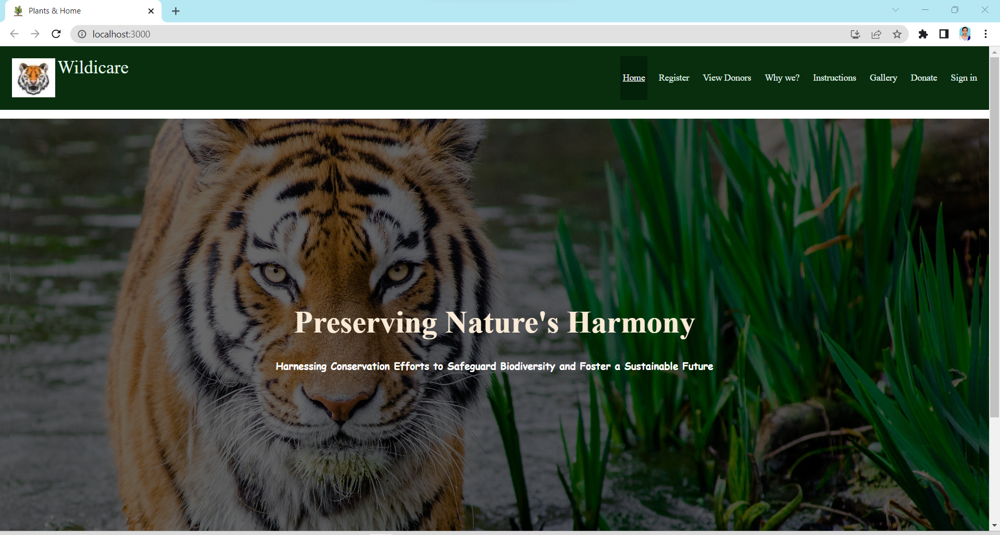 Plants & Home
localhost:3000
Wildicare
Home Register View Donors Why we? Instructions Gallery Donate Sign in
Preserving Nature's Harmony
Harnessing Conservation Efforts to Safeguard Biodiversity and Foster a Sustainable Future